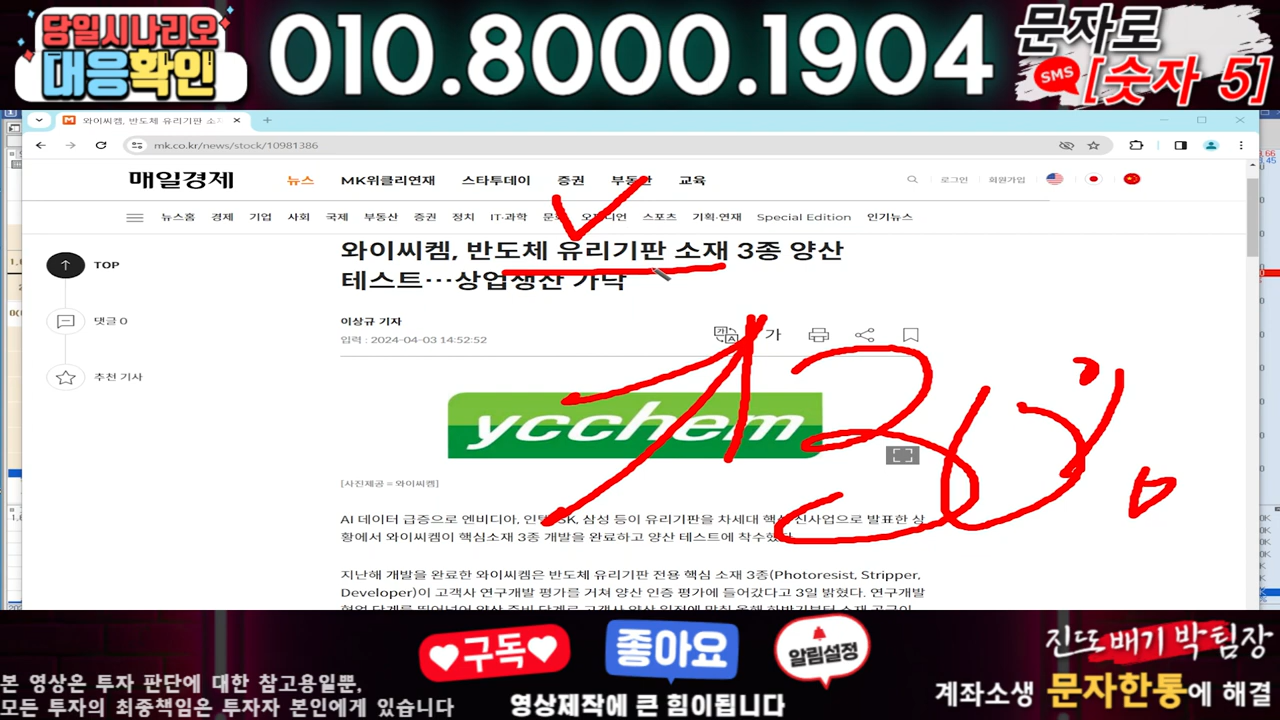 당일시나리오
대응확인
010.8000.1904
문자로
SMS [숫자 5]
와이씨켐, 반도체 유리기판 소재
mk.co.kr/news/stock/10981386
매일경제
뉴스 MK위클리연재 스타투데이 증권 부동산 교육
로그인 회원가입
뉴스홈 경제 기업 사회 국제 부동산 증권 정치 IT·과학 문화 오피니언 스포츠 기획·연재 Special Edition 인기뉴스
TOP
댓글 0
추천 기사
와이씨켐, 반도체 유리기판 소재 3종 양산
테스트…상업생산 가닥
이상규 기자
입력 : 2024-04-03 14:52:52
가
ycchem
[사진제공 = 와이씨켐]
AI 데이터 급증으로 엔비디아, 인텔, SK, 삼성 등이 유리기판을 차세대 핵심 신사업으로 발표한 상
황에서 와이씨켐이 핵심소재 3종 개발을 완료하고 양산 테스트에 착수했다.
지난해 개발을 완료한 와이씨켐은 반도체 유리기판 전용 핵심 소재 3종(Photoresist, Stripper,
Developer)이 고객사 연구개발 평가를 거쳐 양산 인증 평가에 들어갔다고 3일 밝혔다. 연구개발
구독
좋아요
알림설정
영상제작에 큰 힘이됩니다
본 영상은 투자 판단에 대한 참고용일뿐,
모든 투자의 최종책임은 투자자 본인에게 있습니다
진또배기 박팀장
계좌소생 문자한통에 해결